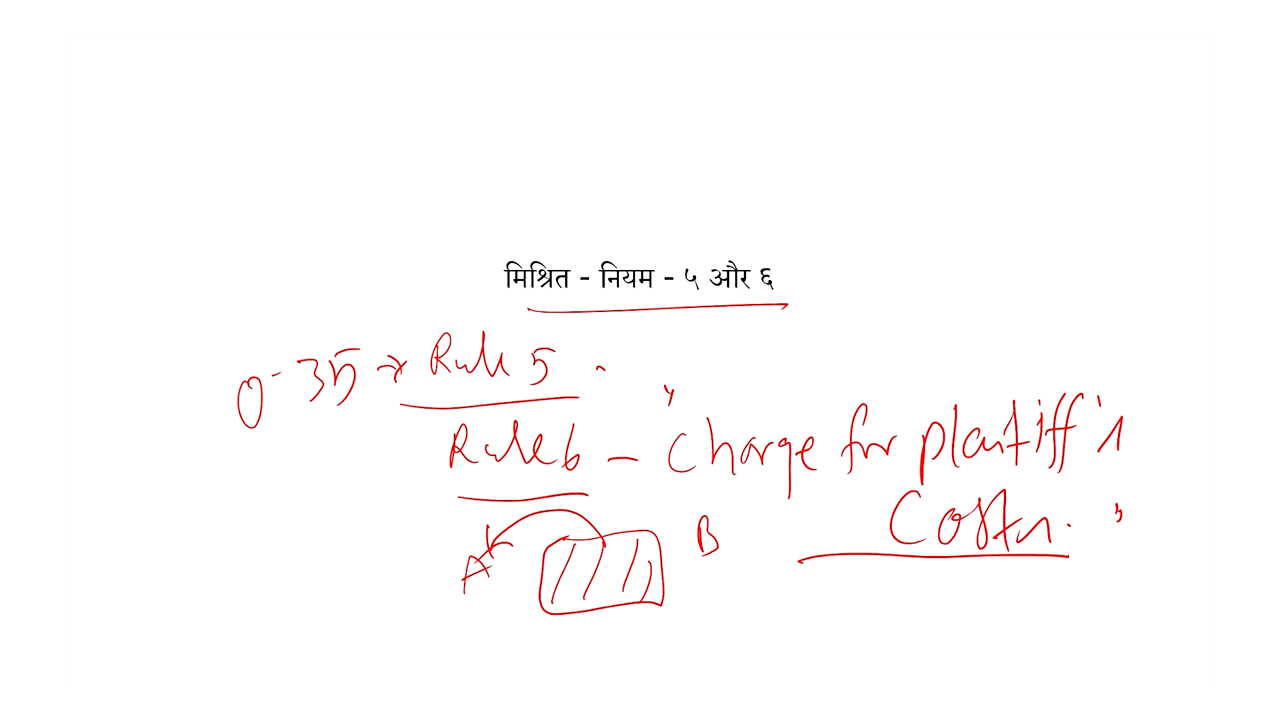 मिश्रित - नियम - ५ और ६
O-35 → Rule 5 -
Rule 6 - "Charge for plaintiff's
Costs. "
A B